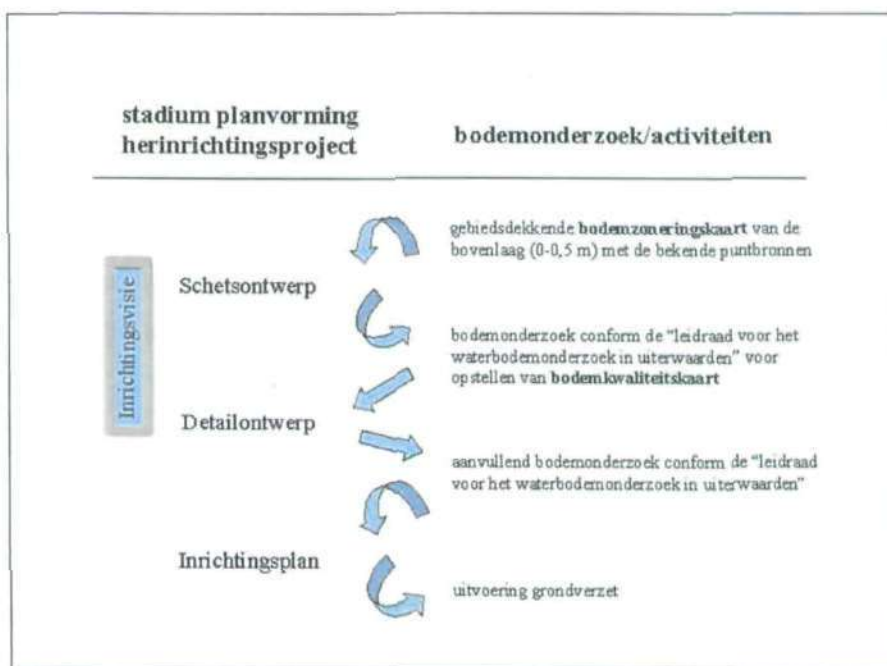 stadium planvorming
herinrichtingsproject
bodemonderzoek/activiteiten
gebiedsdekkende bodemzoneringskaart van de
bovenlaag (0-0,5 m) met de bekende puntbronnen
Inrichtingsvisie
Schetsontwerp
bodemonderzoek conform de "leidraad voor het
waterbodemonderzoek in uiterwaarden" voor
opstellen van bodemkwaliteitskaart
Detailontwerp
aanvullend bodemonderzoek conform de "leidraad
voor het waterbodemonderzoek in uiterwaarden"
Inrichtingsplan
uitvoering grondverzet